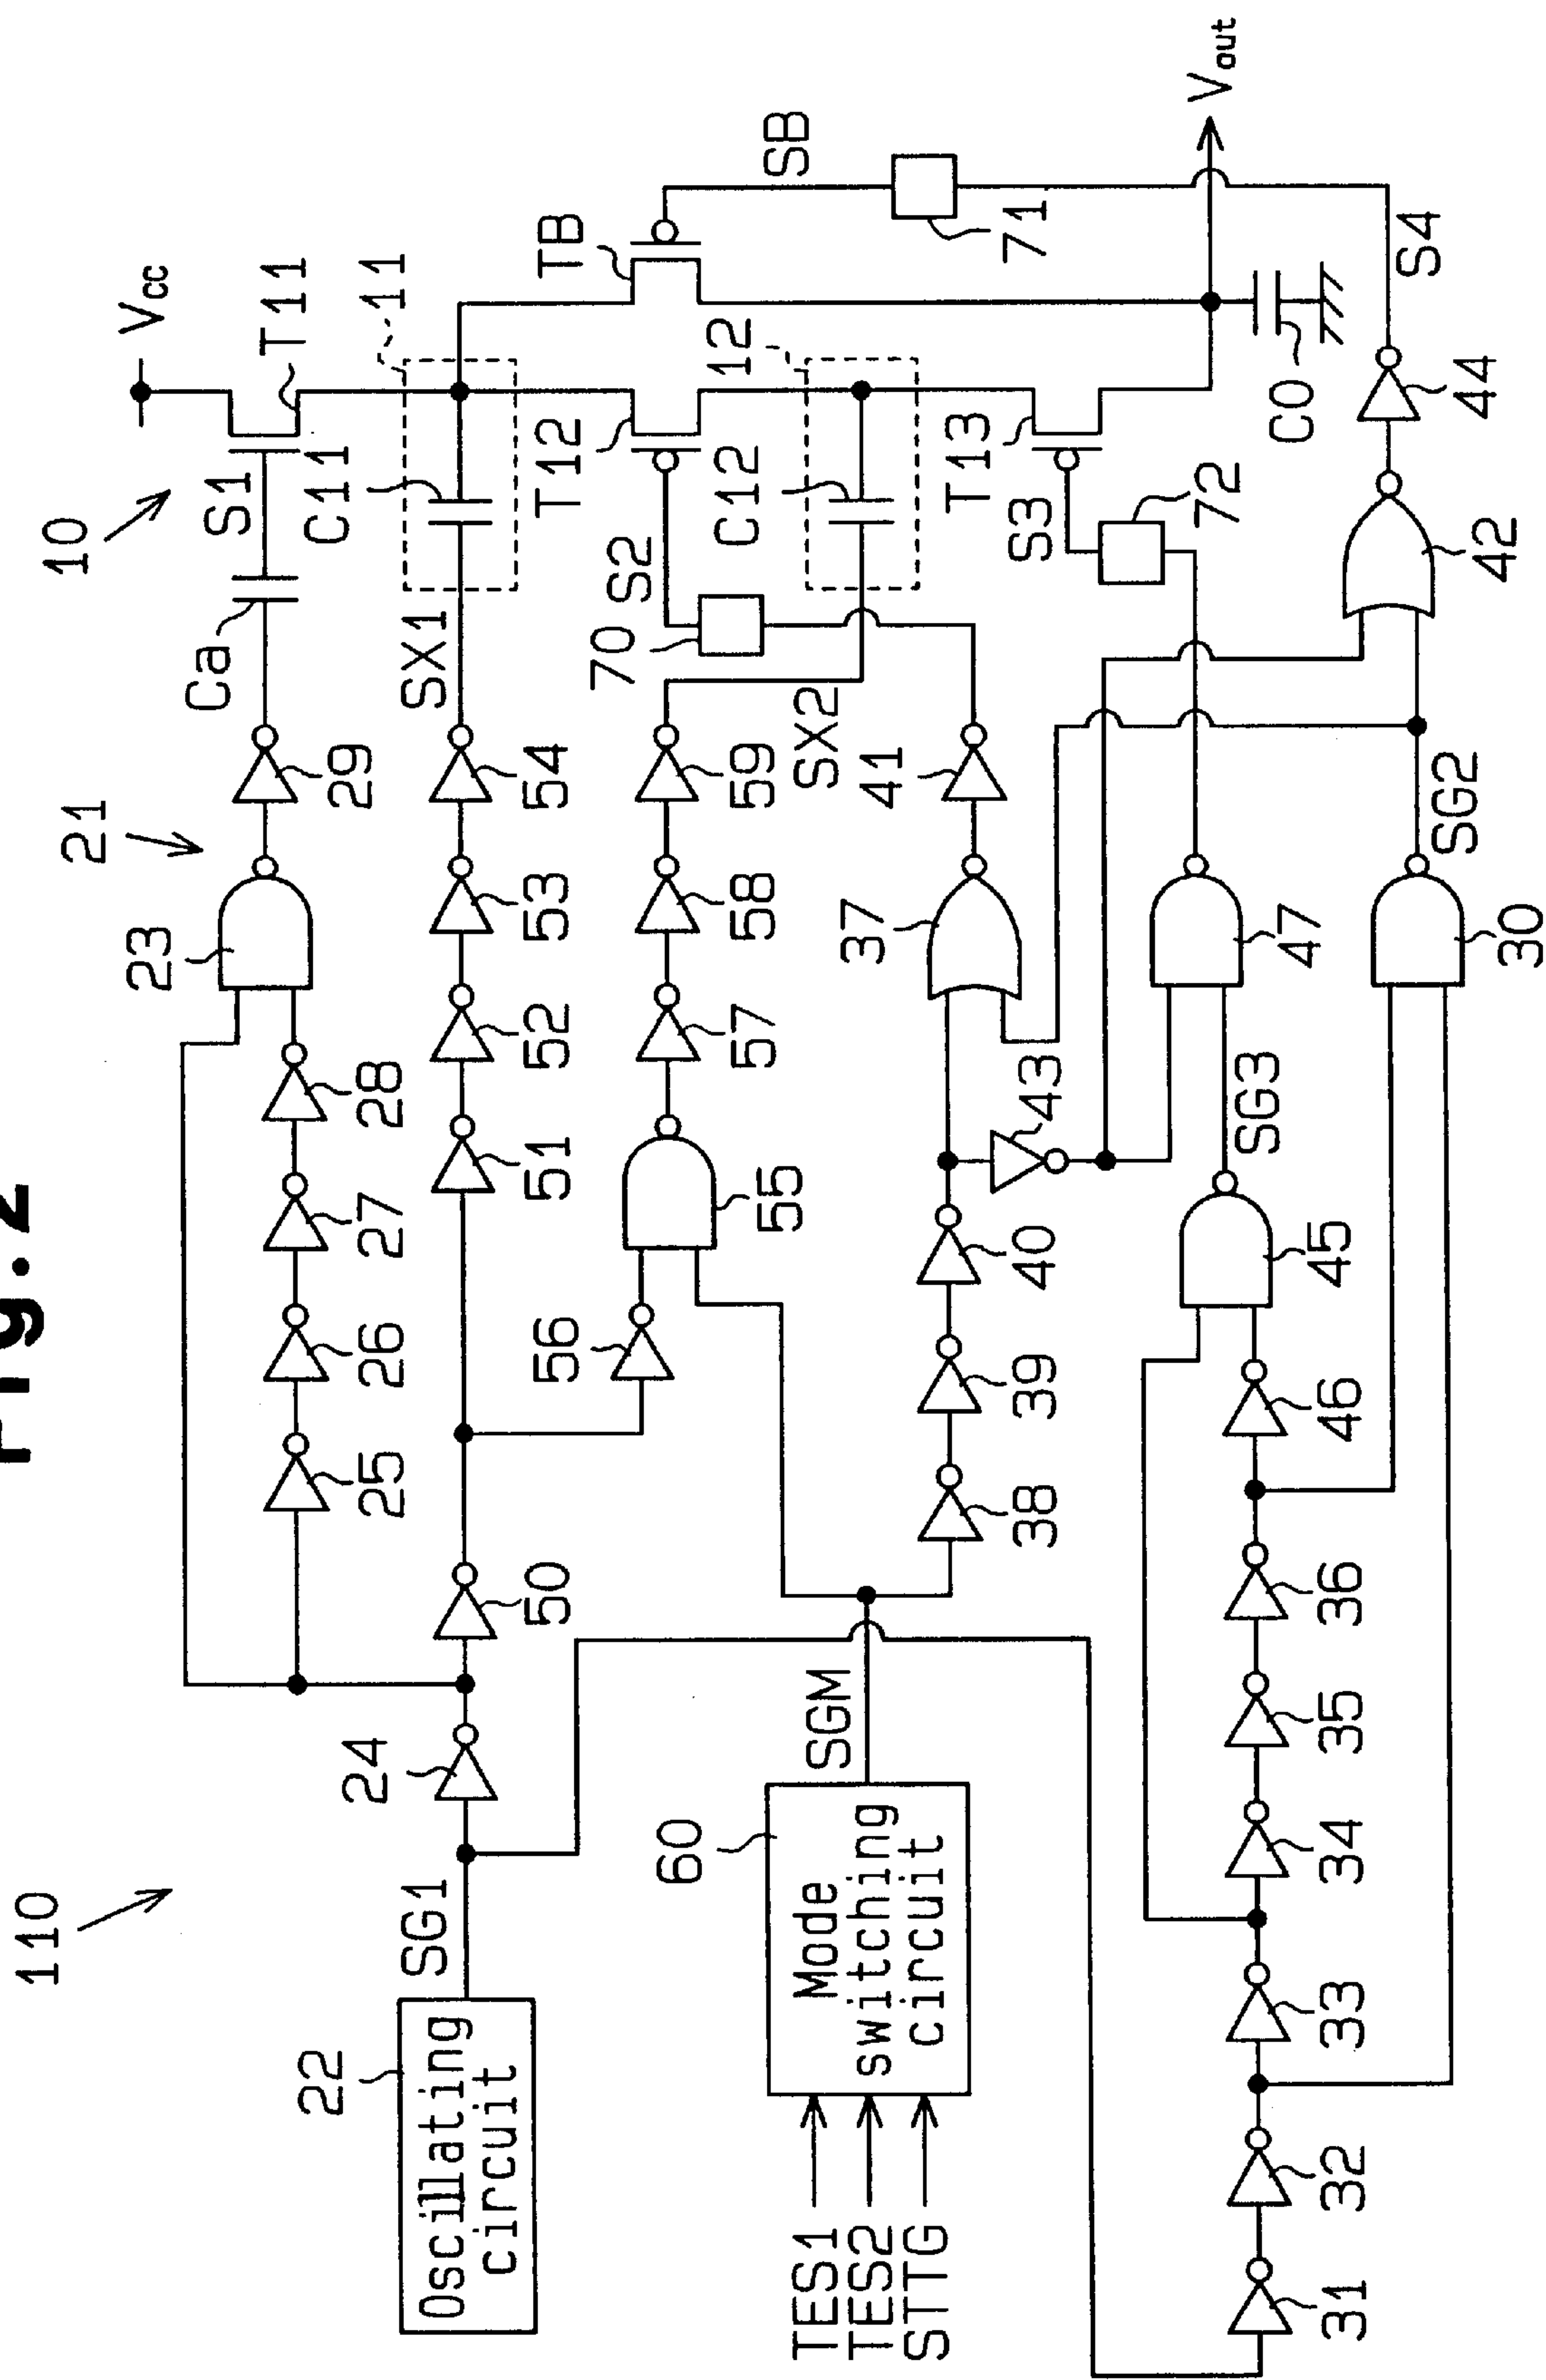 Fig.2
110
22
Oscillating
circuit
SG1
24
25
26
27
28
23
21
29
Ca
S1
10
Vcc
T11
50
51
52
53
54
SX1
C11
11
56
55
57
58
59
SX2
70
S2
T12
C12
12
TB
SB
71
60
Mode
switching
circuit
TES1
TES2
STTG
SGM
38
39
40
43
37
41
S3
T13
72
C0
Vout
31
32
33
34
35
36
46
45
SG3
47
30
SG2
42
44
S4